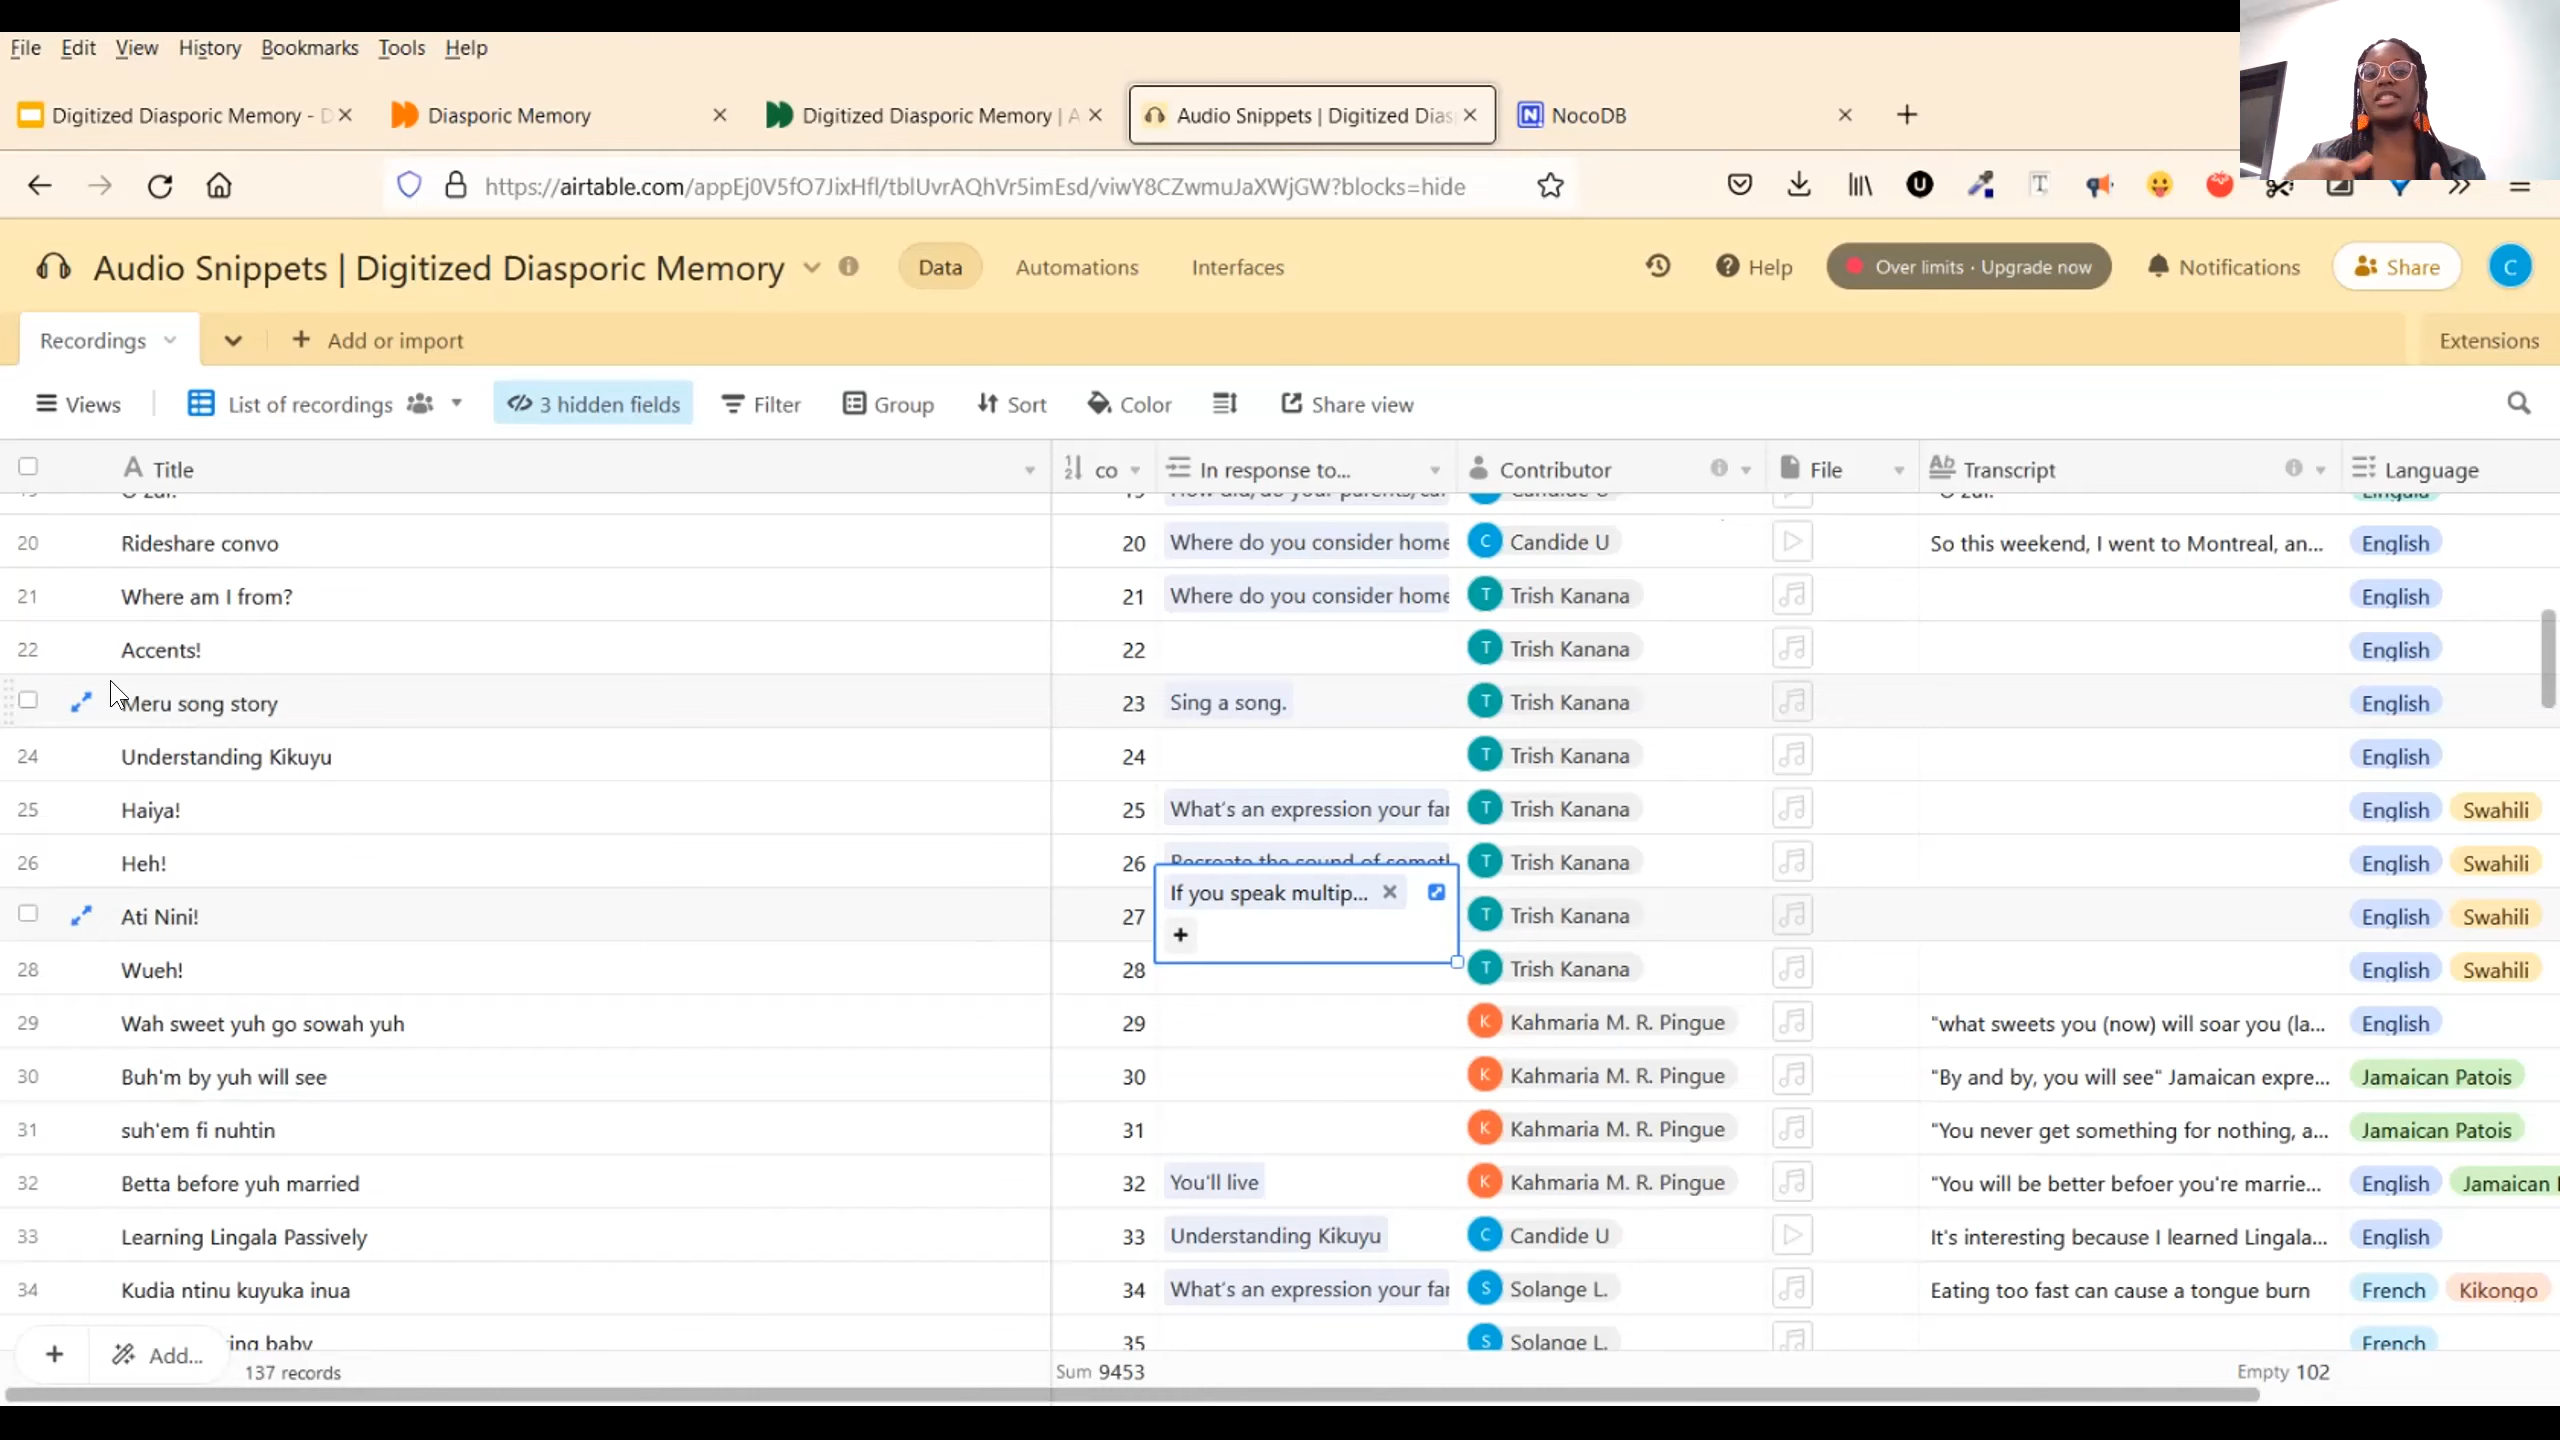 File Edit View History Bookmarks Tools Help
Digitized Diasporic Memory - D
Diasporic Memory
Digitized Diasporic Memory | A
Audio Snippets | Digitized Dias
NocoDB
https://airtable.com/appEj0V5fO7JixHfl/tblUvrAQhVr5imEsd/viwY8CZwmuJaXWjGW?blocks=hide
Audio Snippets | Digitized Diasporic Memory Data Automations Interfaces Help Over limits · Upgrade now Notifications Share C
Recordings Add or import Extensions
Views List of recordings 3 hidden fields Filter Group Sort Color Share view
Title co In response to... Contributor File Transcript Language
20 Rideshare convo 20 Where do you consider home C Candide U So this weekend, I went to Montreal, an... English
21 Where am I from? 21 Where do you consider home T Trish Kanana English
22 Accents! 22 T Trish Kanana English
Meru song story 23 Sing a song. T Trish Kanana English
24 Understanding Kikuyu 24 T Trish Kanana English
25 Haiya! 25 What's an expression your far T Trish Kanana English Swahili
26 Heh! 26 Recreate the sound of someth T Trish Kanana English Swahili
Ati Nini! 27 If you speak multip... T Trish Kanana English Swahili
28 Wueh! 28 T Trish Kanana English Swahili
29 Wah sweet yuh go sowah yuh 29 K Kahmaria M. R. Pingue "what sweets you (now) will soar you (la... English
30 Buh'm by yuh will see 30 K Kahmaria M. R. Pingue "By and by, you will see" Jamaican expre... Jamaican Patois
31 suh'em fi nuhtin 31 K Kahmaria M. R. Pingue "You never get something for nothing, a... Jamaican Patois
32 Betta before yuh married 32 You'll live K Kahmaria M. R. Pingue "You will be better befoer you're marrie... English Jamaican
33 Learning Lingala Passively 33 Understanding Kikuyu C Candide U It's interesting because I learned Lingala... English
34 Kudia ntinu kuyuka inua 34 What's an expression your far S Solange L. Eating too fast can cause a tongue burn French Kikongo
ing baby 35 S Solange L. French
Add...
137 records Sum 9453 Empty 102